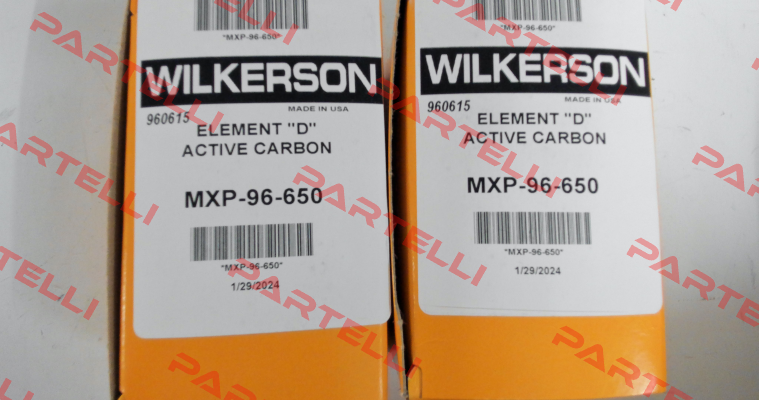 "MXP-96-650"
WILKERSON
MADE IN USA
960615
ELEMENT "D"
ACTIVE CARBON
MXP-96-650
"MXP-96-650"
1/29/2024
"MXP-96-650"
WILKERSON
MADE IN USA
960615
ELEMENT "D"
ACTIVE CARBON
MXP-96-650
"MXP-96-650"
1/29/2024
PARTELLI
PARTELLI
PARTELLI
PARTELLI
PARTELLI
PARTELLI
PARTELLI